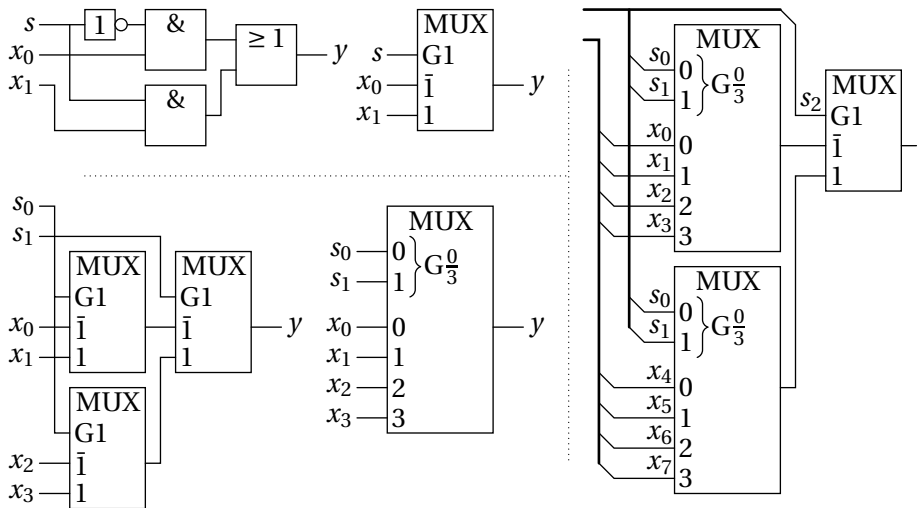 s 1 & ≥ 1 y
x₀
x₁ &
MUX
s G1
x₀ 1̄ y
x₁ 1
s₀
s₁
MUX MUX
G1 G1
x₀ 1̄ 1̄ y
x₁ 1 1
MUX
G1
x₂ 1̄
x₃ 1
MUX
s₀ 0
s₁ 1 } G 0/3
x₀ 0 y
x₁ 1
x₂ 2
x₃ 3
MUX
s₀ 0
s₁ 1 } G 0/3
x₀ 0
x₁ 1
x₂ 2
x₃ 3
MUX
s₂ G1
1̄
1
MUX
s₀ 0
s₁ 1 } G 0/3
x₄ 0
x₅ 1
x₆ 2
x₇ 3